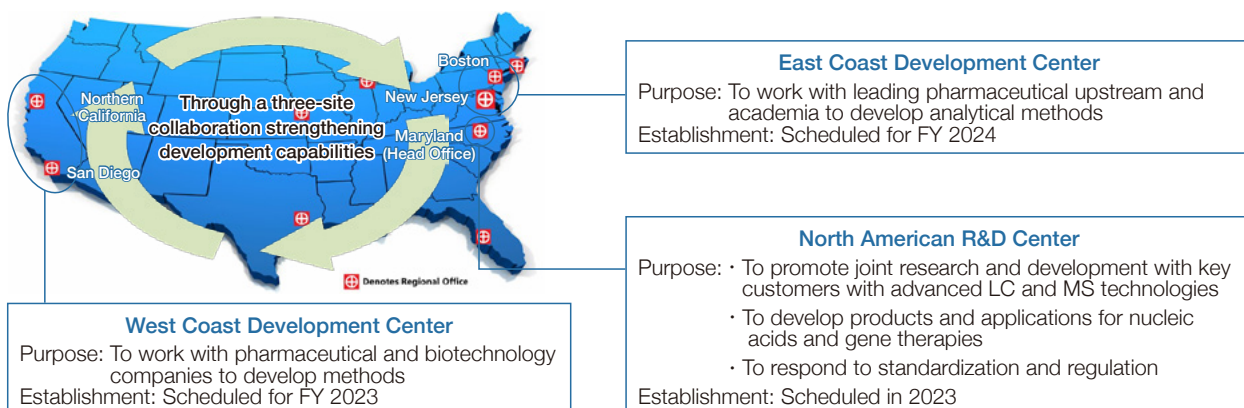 Boston
New Jersey
Maryland
(Head Office)
Northern
California
San Diego
Through a three-site
collaboration strengthening
development capabilities
Denotes Regional Office
East Coast Development Center
Purpose: To work with leading pharmaceutical upstream and
academia to develop analytical methods
Establishment: Scheduled for FY 2024
North American R&D Center
Purpose: · To promote joint research and development with key
customers with advanced LC and MS technologies
· To develop products and applications for nucleic
acids and gene therapies
· To respond to standardization and regulation
Establishment: Scheduled in 2023
West Coast Development Center
Purpose: To work with pharmaceutical and biotechnology
companies to develop methods
Establishment: Scheduled for FY 2023